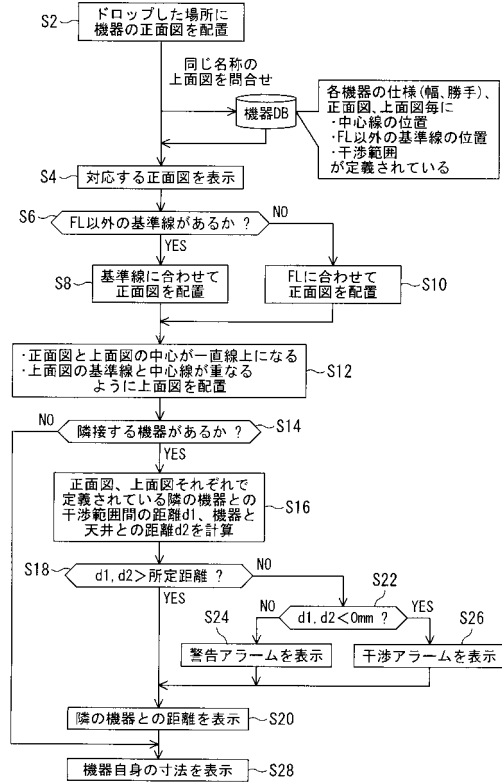 S2
ドロップした場所に
機器の正面図を配置
同じ名称の
上面図を問合せ
機器DB
各機器の仕様(幅、勝手)、
正面図、上面図毎に
・中心線の位置
・FL以外の基準線の位置
・干渉範囲
が定義されている
S4
対応する正面図を表示
S6
FL以外の基準線があるか ?
NO
YES
S8
基準線に合わせて
正面図を配置
FLに合わせて
正面図を配置
S10
・正面図と上面図の中心が一直線上になる
・上面図の基準線と中心線が重なる
ように上面図を配置
S12
NO
隣接する機器があるか ?
S14
YES
正面図、上面図それぞれで
定義されている隣の機器との
干渉範囲間の距離d1、機器と
天井との距離d2を計算
S16
S18
d1,d2>所定距離 ?
NO
YES
S22
d1,d2<0mm ?
NO
YES
S24
警告アラームを表示
S26
干渉アラームを表示
隣の機器との距離を表示
S20
機器自身の寸法を表示
S28